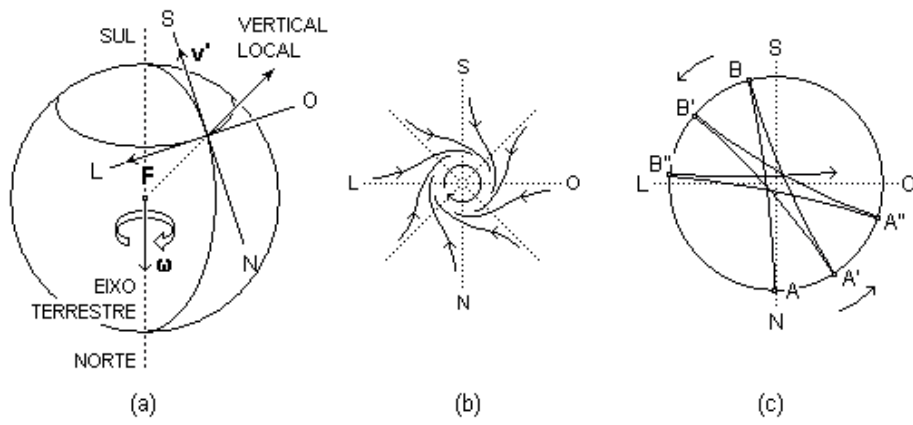 SUL
S
v'
VERTICAL
LOCAL
O
L
F
ω
N
EIXO
TERRESTRE
NORTE
(a)
S
L
O
N
(b)
S
B
B'
B"
L
O
A"
A'
A
N
(c)